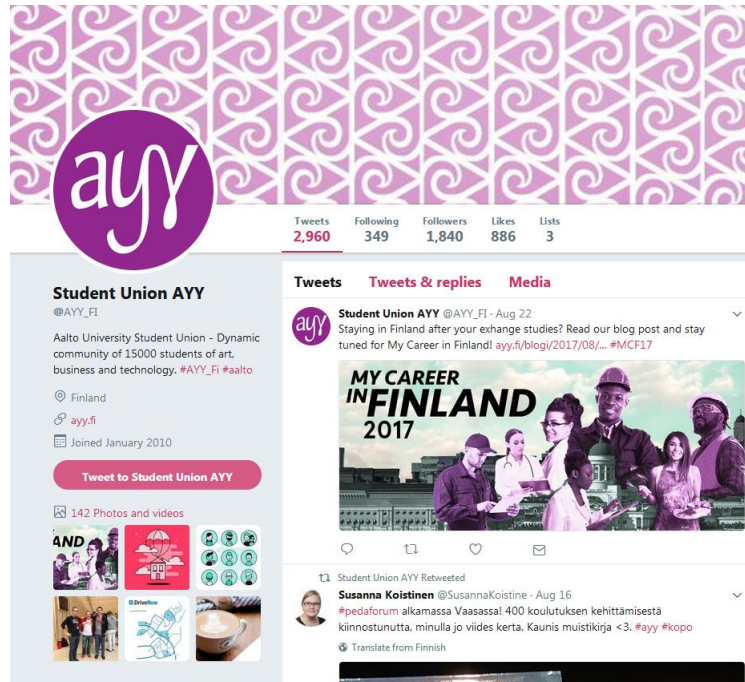 ayy
Tweets Following Followers Likes Lists
2,960 349 1,840 886 3
Student Union AYY
@AYY_FI
Aalto University Student Union - Dynamic
community of 15000 students of art,
business and technology. #AYY_Fi #aalto
Finland
ayy.fi
Joined January 2010
Tweet to Student Union AYY
142 Photos and videos
AND
DriveNow
Tweets Tweets & replies Media
ayy
Student Union AYY @AYY_FI · Aug 22
Staying in Finland after your exhange studies? Read our blog post and stay
tuned for My Career in Finland! ayy.fi/blogi/2017/08/... #MCF17
MY CAREER
IN FINLAND
2017
Student Union AYY Retweeted
Susanna Koistinen @SusannaKoistine · Aug 16
#pedaforum alkamassa Vaasassa! 400 koulutuksen kehittämisestä
kiinnostunutta, minulla jo viides kerta. Kaunis muistikirja <3. #ayy #kopo
Translate from Finnish